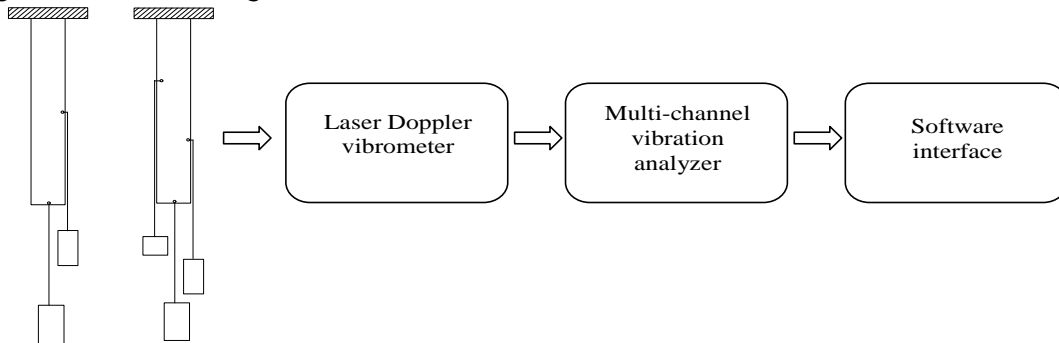 Laser Doppler
vibrometer
Multi-channel
vibration
analyzer
Software
interface